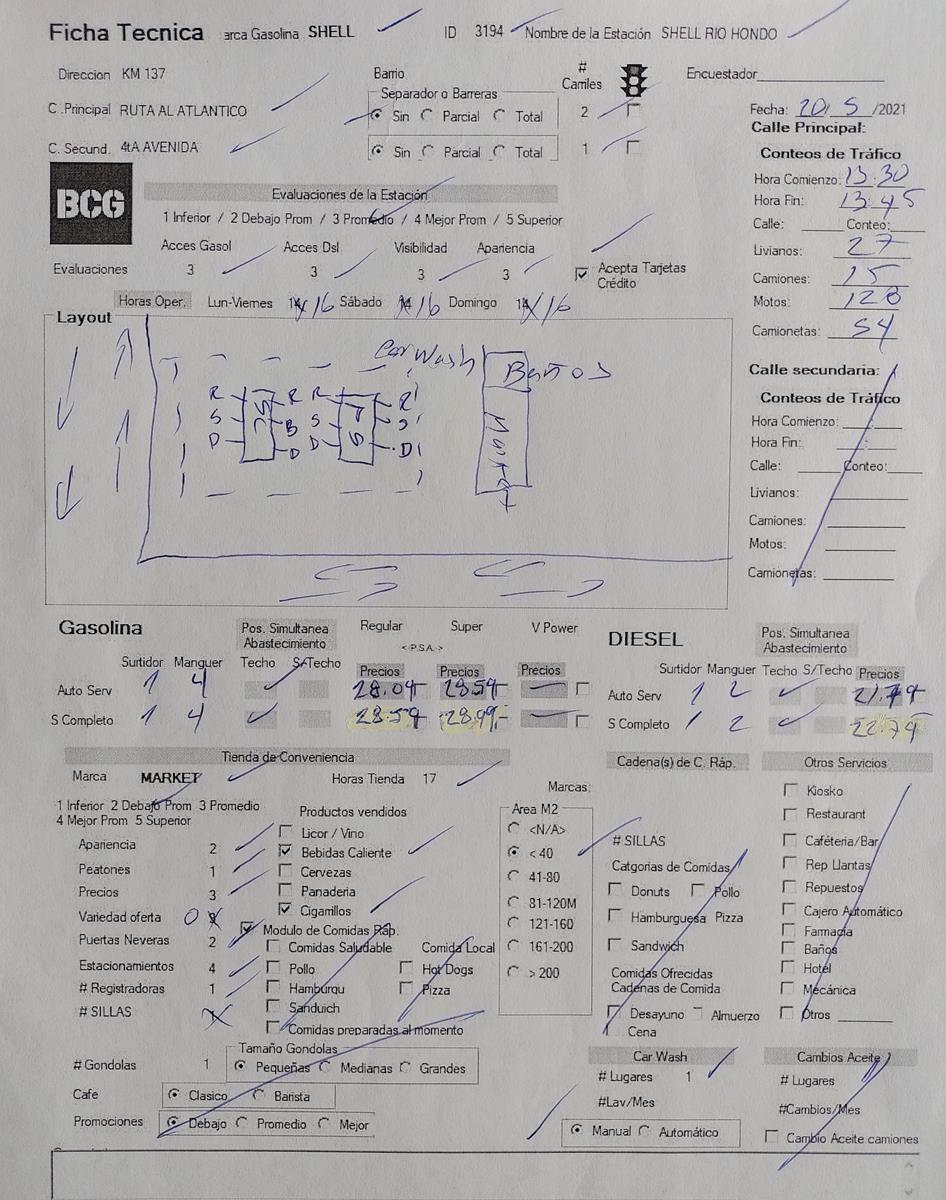 Ficha Tecnica arca Gasolina SHELL ID 3194 Nombre de la Estación SHELL RIO HONDO
Direccion KM 137 Barrio # Carriles Encuestador
C .Principal RUTA AL ATLANTICO
Separador o Barreras
Sin Parcial Total 2
Fecha: 20/5/2021
Calle Principal:
C. Secund. 4tA AVENIDA Sin Parcial Total 1
Conteos de Tráfico
BCG
Hora Comienzo: 13:30
Evaluaciones de la Estación
Hora Fin: 13:45
1 Inferior / 2 Debajo Prom / 3 Promedio / 4 Mejor Prom / 5 Superior
Calle: Conteo:
Acces Gasol Acces Dsl Visibilidad Apariencia
Livianos: 27
Evaluaciones 3 3 3 3 Acepta Tarjetas Crédito
Camiones: 15
Horas Oper. Lun-Viernes 16 Sábado 16 Domingo 16
Motos: 128
Camionetas: 54
Layout
Car Wash Baños
Market
R R R R
S B S S
D D D D
Calle secundaria:
Conteos de Tráfico
Hora Comienzo: :
Hora Fin: :
Calle: Conteo:
Livianos:
Camiones:
Motos:
Camionetas:
Gasolina Pos. Simultanea Abastecimiento Regular Super V Power DIESEL Pos. Simultanea Abastecimiento
<-P.S.A.->
Surtidor Manguer Techo S/Techo Precios Precios Precios Surtidor Manguer Techo S/Techo Precios
Auto Serv 1 4 28.04 28.54 — Auto Serv 1 2 21.74
S Completo 1 4 28.54 28.99 — S Completo 1 2 22.74
Tienda de Conveniencia Cadena(s) de C. Ráp. Otros Servicios
Marca MARKET Horas Tienda 17
Marcas:
1 Inferior 2 Debajo Prom 3 Promedio
4 Mejor Prom 5 Superior
Productos vendidos
Apariencia 2
Peatones 1
Precios 3
Variedad oferta 0
Puertas Neveras 2
Estacionamientos 4
# Registradoras 1
# SILLAS
Licor / Vino
Bebidas Caliente
Cervezas
Panaderia
Cigarrillos
Modulo de Comidas Ráp.
Comidas Saludable Comida Local
Pollo Hot Dogs
Hamburqu Pizza
Sanduich
Comidas preparadas al momento
Area M2
<N/A>
< 40
41-80
81-120M
121-160
161-200
> 200
# SILLAS
Catgorias de Comidas
Donuts Pollo
Hamburguesa Pizza
Sandwich
Comidas Ofrecidas
Cadenas de Comida
Desayuno Almuerzo
Cena
Kiosko
Restaurant
Caféteria/Bar
Rep Llantas
Repuestos
Cajero Automático
Farmacia
Baños
Hotel
Mecánica
Otros
# Gondolas 1
Tamaño Gondolas
Pequeñas Medianas Grandes
Cafe Clasico Barista
Promociones Debajo Promedio Mejor
Car Wash
# Lugares 1
#Lav/Mes
Manual Automático
Cambios Aceite
# Lugares
#Cambios/Mes
Cambio Aceite camiones